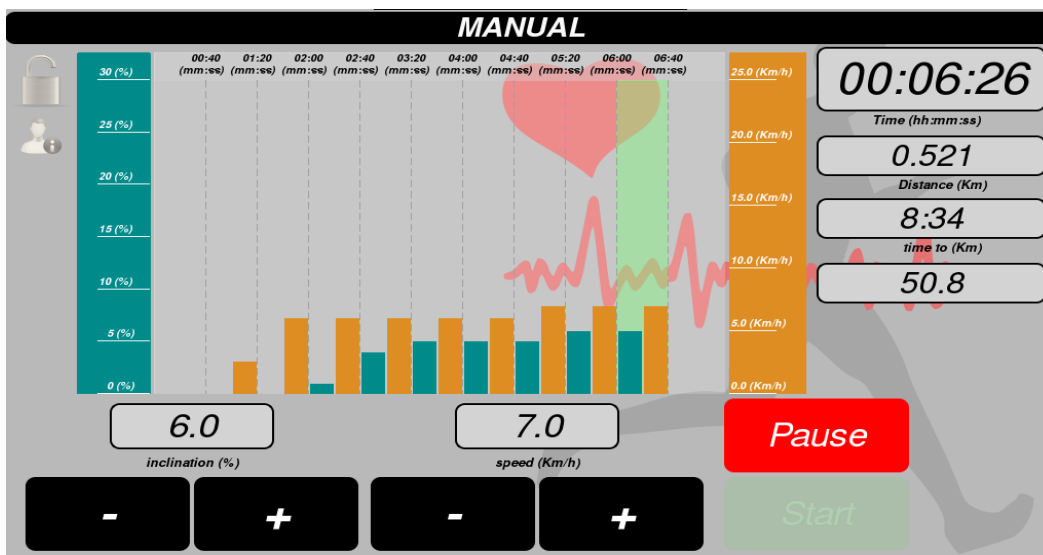 MANUAL
00:40 01:20 02:00 02:40 03:20 04:00 04:40 05:20 06:00 06:40
(mm:ss) (mm:ss) (mm:ss) (mm:ss) (mm:ss) (mm:ss) (mm:ss) (mm:ss) (mm:ss) (mm:ss)
30 (%)
25 (%)
20 (%)
15 (%)
10 (%)
5 (%)
0 (%)
25.0 (Km/h)
20.0 (Km/h)
15.0 (Km/h)
10.0 (Km/h)
5.0 (Km/h)
0.0 (Km/h)
00:06:26
Time (hh:mm:ss)
0.521
Distance (Km)
8:34
time to (Km)
50.8
6.0
inclination (%)
7.0
speed (Km/h)
Pause
- + - +
Start